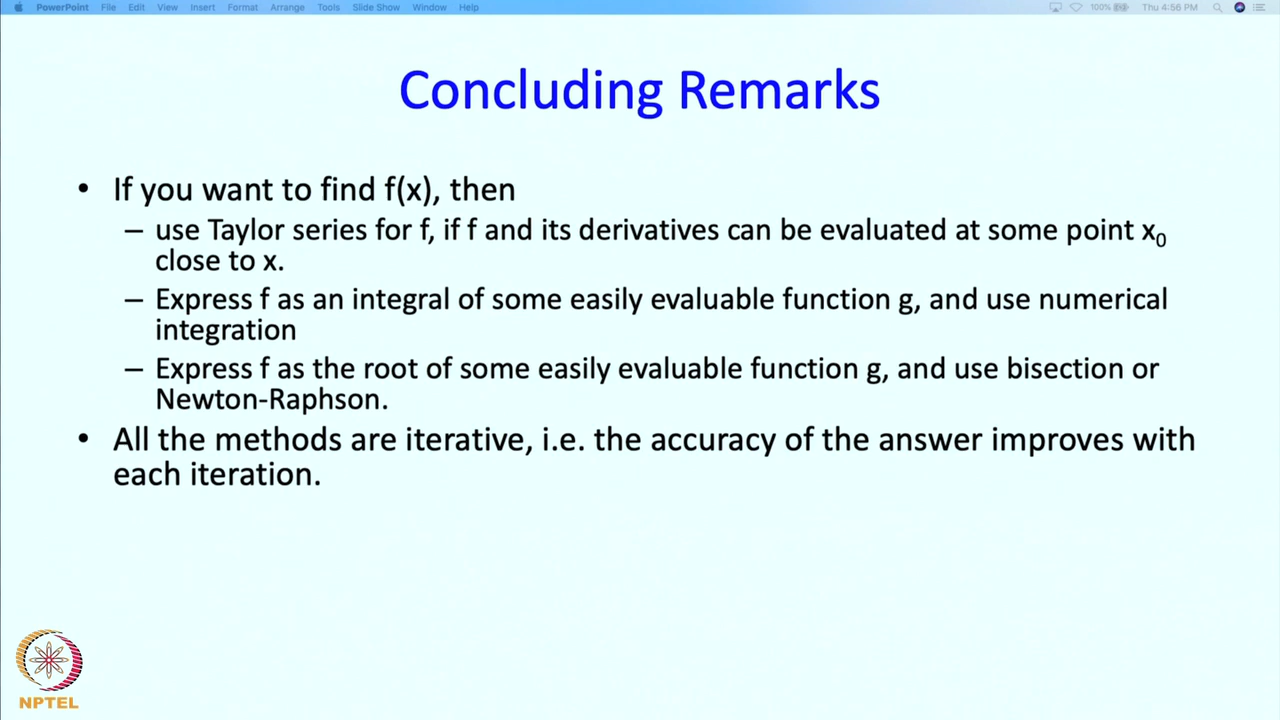 PowerPoint File Edit View Insert Format Arrange Tools Slide Show Window Help 100% Thu 4:56 PM
Concluding Remarks
• If you want to find f(x), then
– use Taylor series for f, if f and its derivatives can be evaluated at some point x₀
close to x.
– Express f as an integral of some easily evaluable function g, and use numerical
integration
– Express f as the root of some easily evaluable function g, and use bisection or
Newton-Raphson.
• All the methods are iterative, i.e. the accuracy of the answer improves with
each iteration.
NPTEL